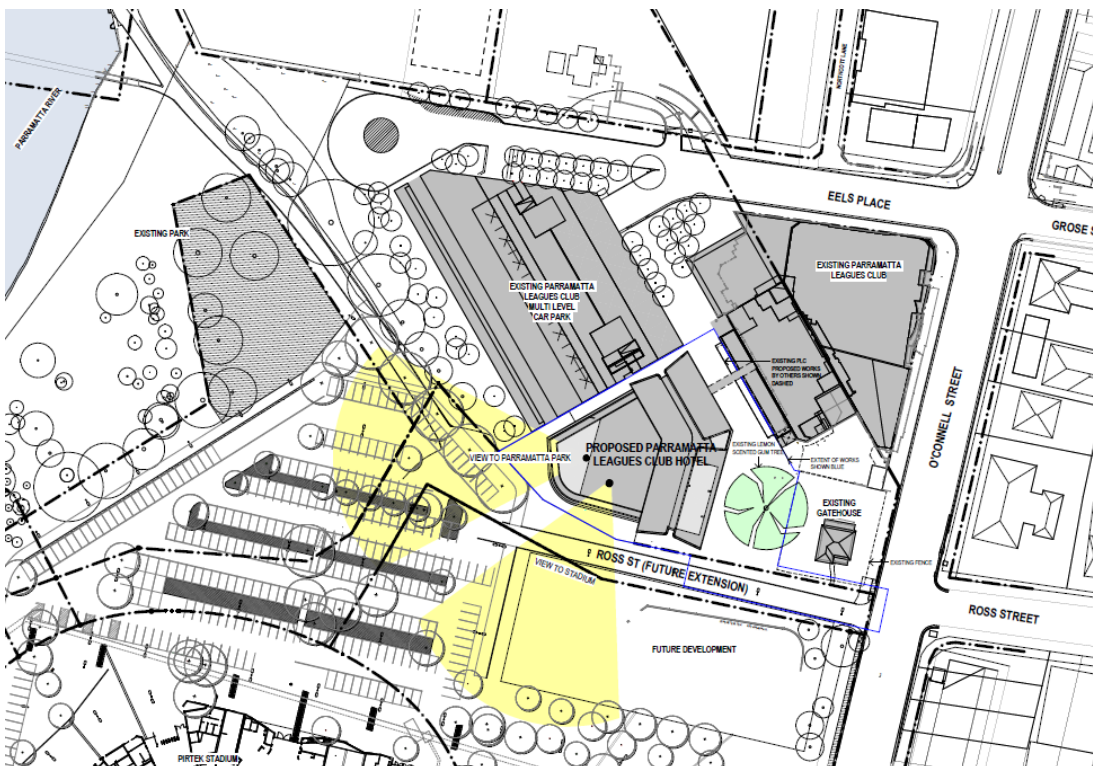 PARRAMATTA RIVER
NORTHCOTT LANE
EELS PLACE
GROSE S
EXISTING PARK
EXISTING PARRAMATTA
LEAGUES CLUB
MULTI LEVEL
CAR PARK
EXISTING PARRAMATTA
LEAGUES CLUB
EXISTING PLC
PROPOSED WORKS
BY OTHERS SHOWN
DASHED
O'CONNELL STREET
VIEW TO PARRAMATTA PARK
PROPOSED PARRAMATTA
LEAGUES CLUB HOTEL
EXISTING LEMON
SCENTED GUM TREE
EXTENT OF WORKS
SHOWN BLUE
EXISTING
GATEHOUSE
EXISTING FENCE
ROSS ST (FUTURE EXTENSION)
VIEW TO STADIUM
ROSS STREET
FUTURE DEVELOPMENT
PIRTEK STADIUM